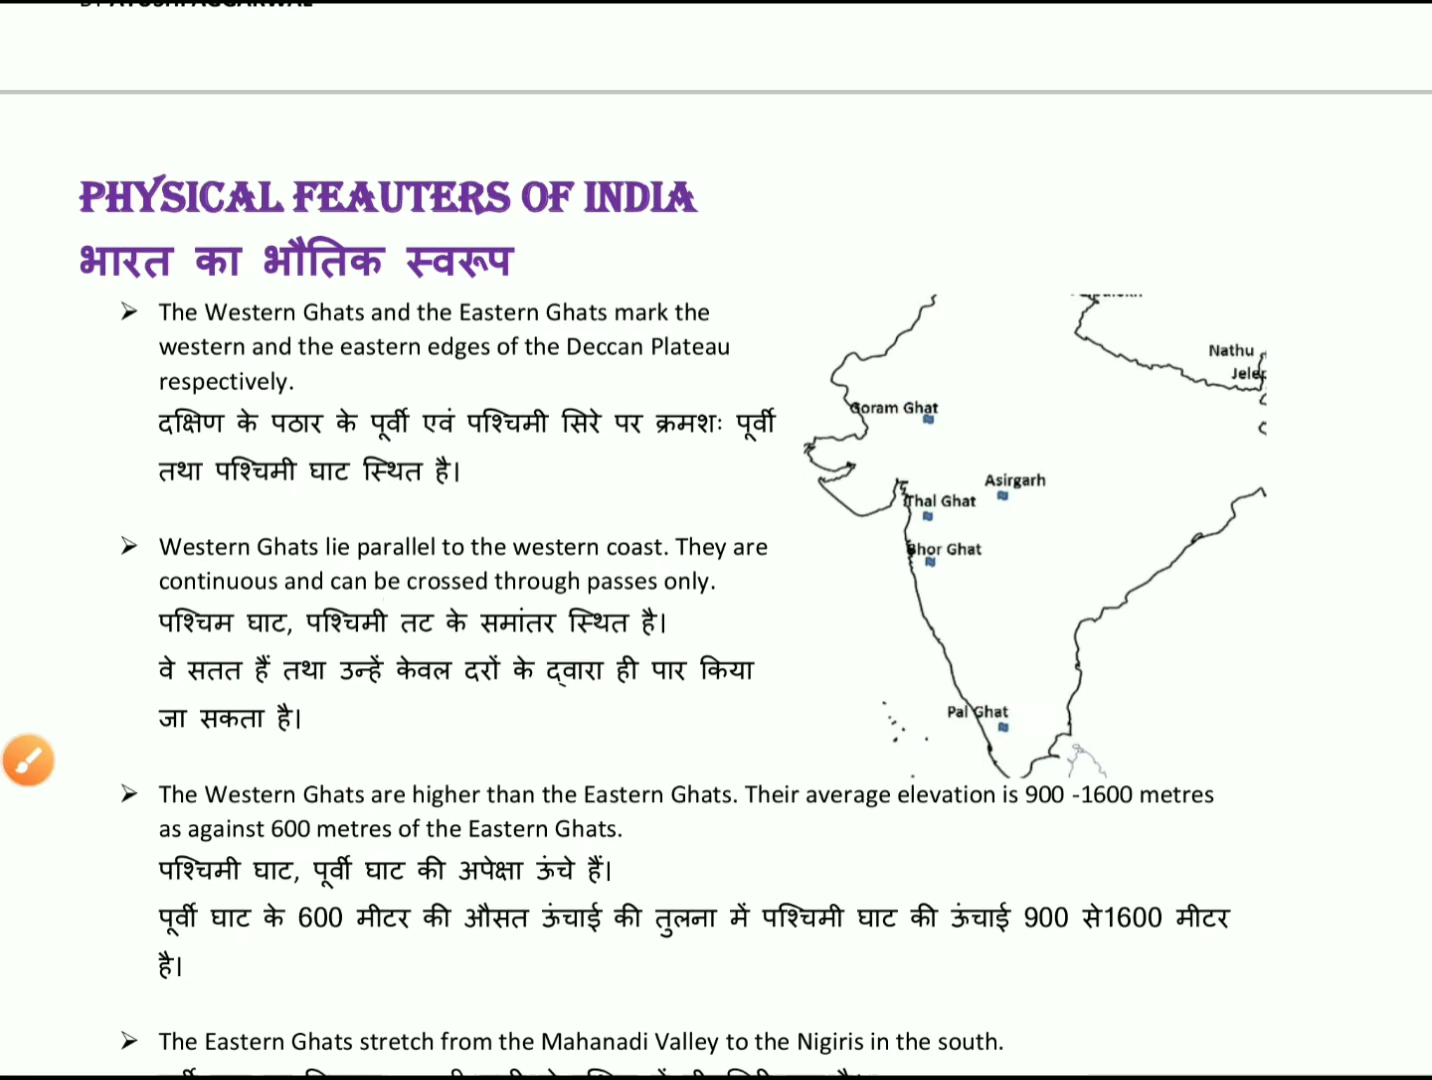 BY AYUSHI AGGARWAL
PHYSICAL FEAUTERS OF INDIA
भारत का भौतिक स्वरूप
The Western Ghats and the Eastern Ghats mark the
western and the eastern edges of the Deccan Plateau
respectively.
दक्षिण के पठार के पूर्वी एवं पश्चिमी सिरे पर क्रमशः पूर्वी
तथा पश्चिमी घाट स्थित है।
Western Ghats lie parallel to the western coast. They are
continuous and can be crossed through passes only.
पश्चिम घाट, पश्चिमी तट के समांतर स्थित है।
वे सतत हैं तथा उन्हें केवल दरों के द्वारा ही पार किया
जा सकता है।
Nathu
Jelep
Goram Ghat
Asirgarh
Thal Ghat
Bhor Ghat
Pal Ghat
The Western Ghats are higher than the Eastern Ghats. Their average elevation is 900 -1600 metres
as against 600 metres of the Eastern Ghats.
पश्चिमी घाट, पूर्वी घाट की अपेक्षा ऊंचे हैं।
पूर्वी घाट के 600 मीटर की औसत ऊंचाई की तुलना में पश्चिमी घाट की ऊंचाई 900 से1600 मीटर
है।
The Eastern Ghats stretch from the Mahanadi Valley to the Nigiris in the south.